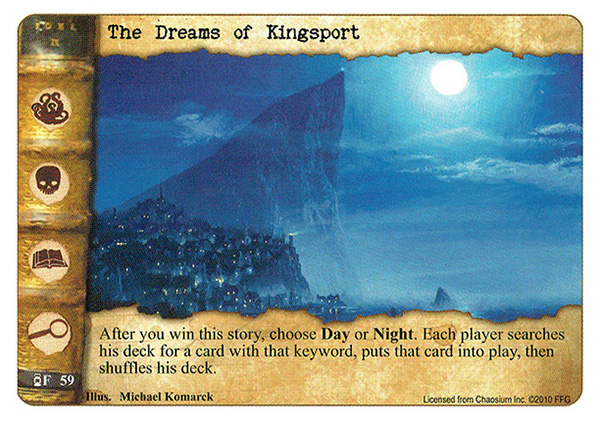 The Dreams of Kingsport
After you win this story, choose Day or Night. Each player searches
his deck for a card with that keyword, puts that card into play, then
shuffles his deck.
F 59
Illus. Michael Komarck
Licensed from Chaosium Inc. ©2010 FFG